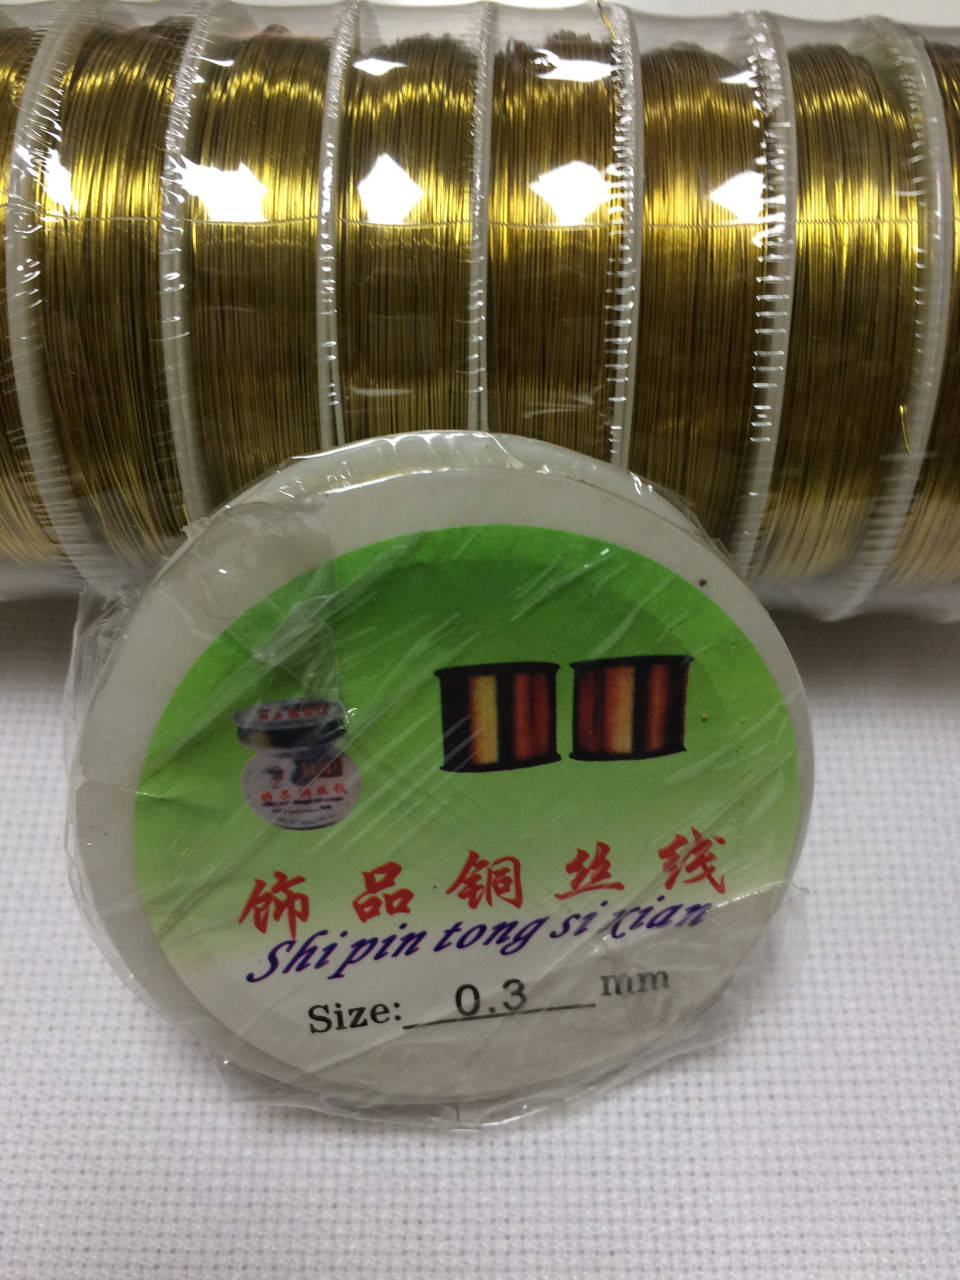 饰品铜丝线
Shi pin tong si xian
Size: 0.3 mm